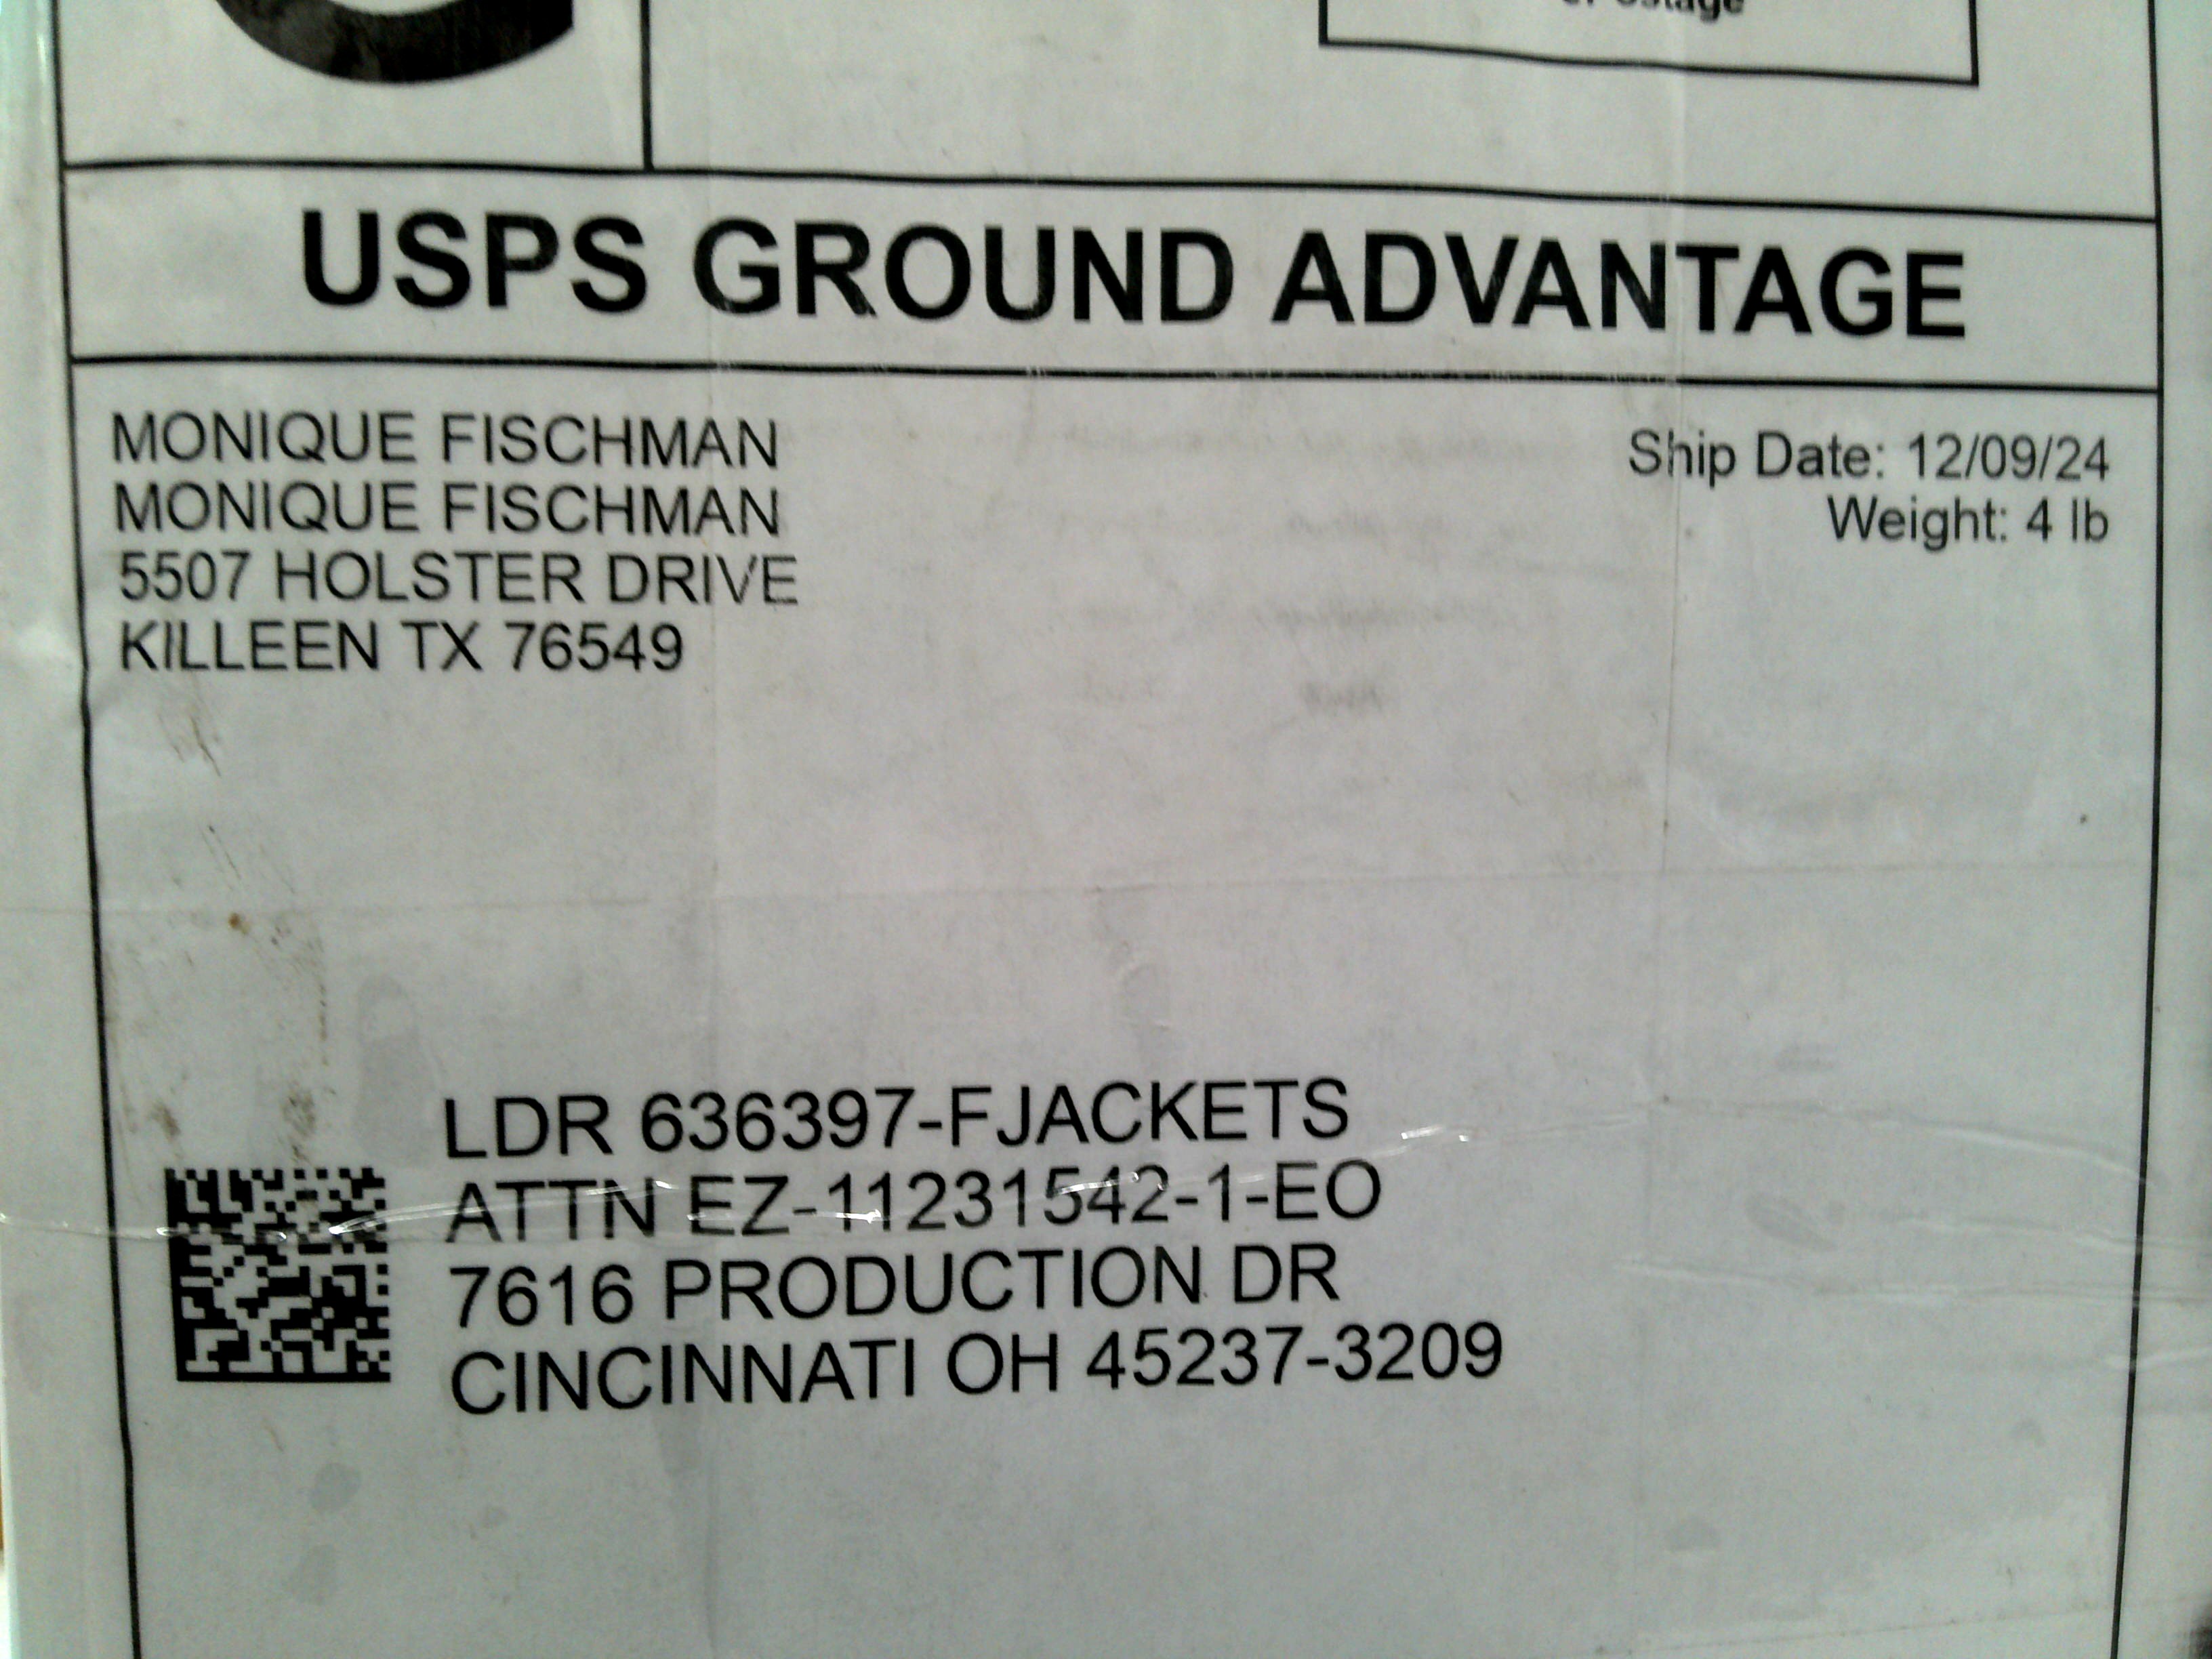 USPS GROUND ADVANTAGE
MONIQUE FISCHMAN
MONIQUE FISCHMAN
5507 HOLSTER DRIVE
KILLEEN TX 76549
Ship Date: 12/09/24
Weight: 4 lb
LDR 636397-FJACKETS
ATTN EZ-11231542-1-EO
7616 PRODUCTION DR
CINCINNATI OH 45237-3209